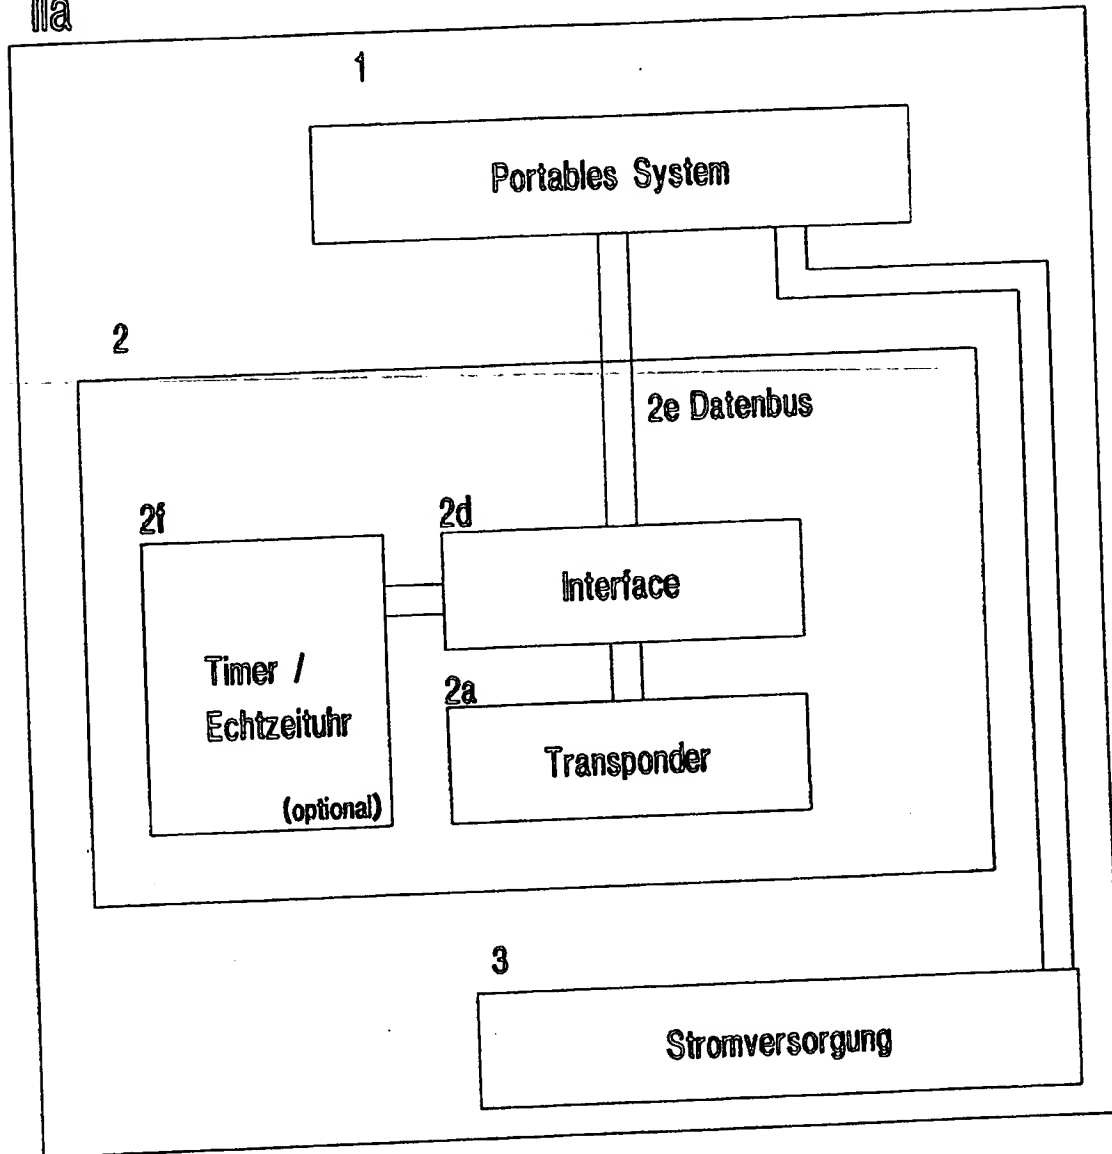 IIa
1
Portables System
2
2e Datenbus
2f
2d
Interface
Timer /
Echtzeituhr
(optional)
2a
Transponder
3
Stromversorgung